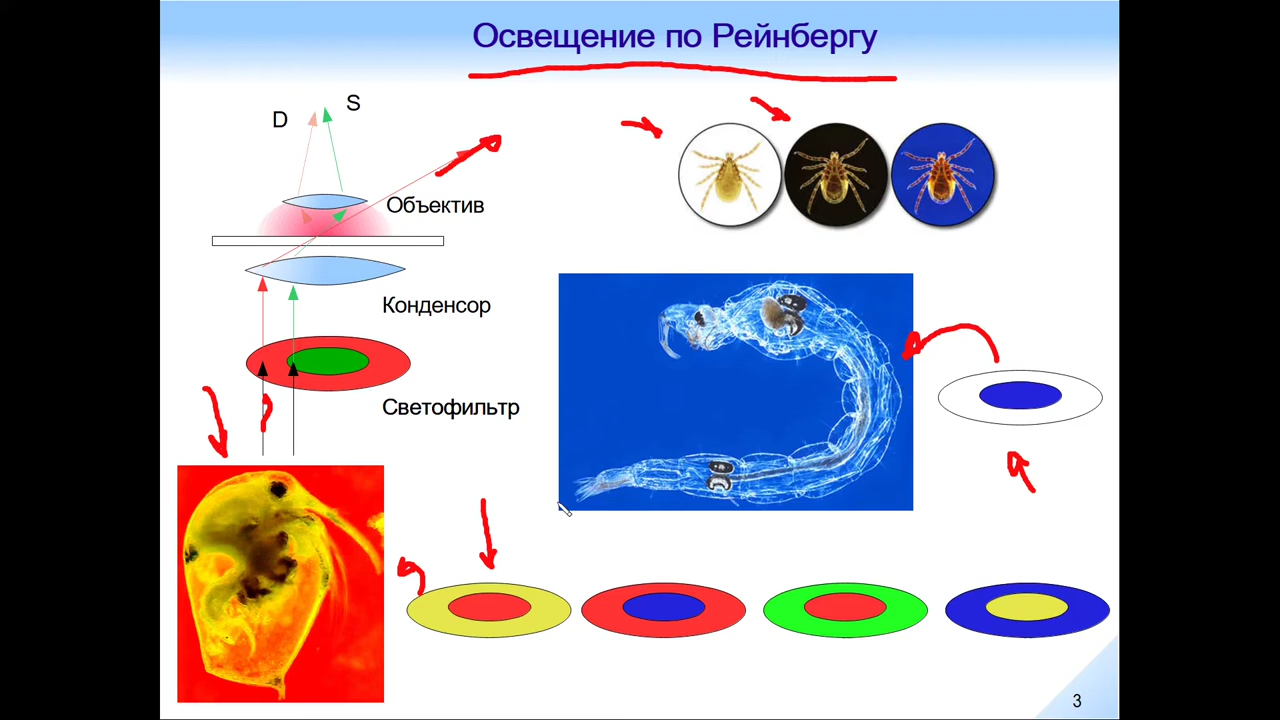 Освещение по Рейнбергу
D
S
Объектив
Конденсор
Светофильтр
3